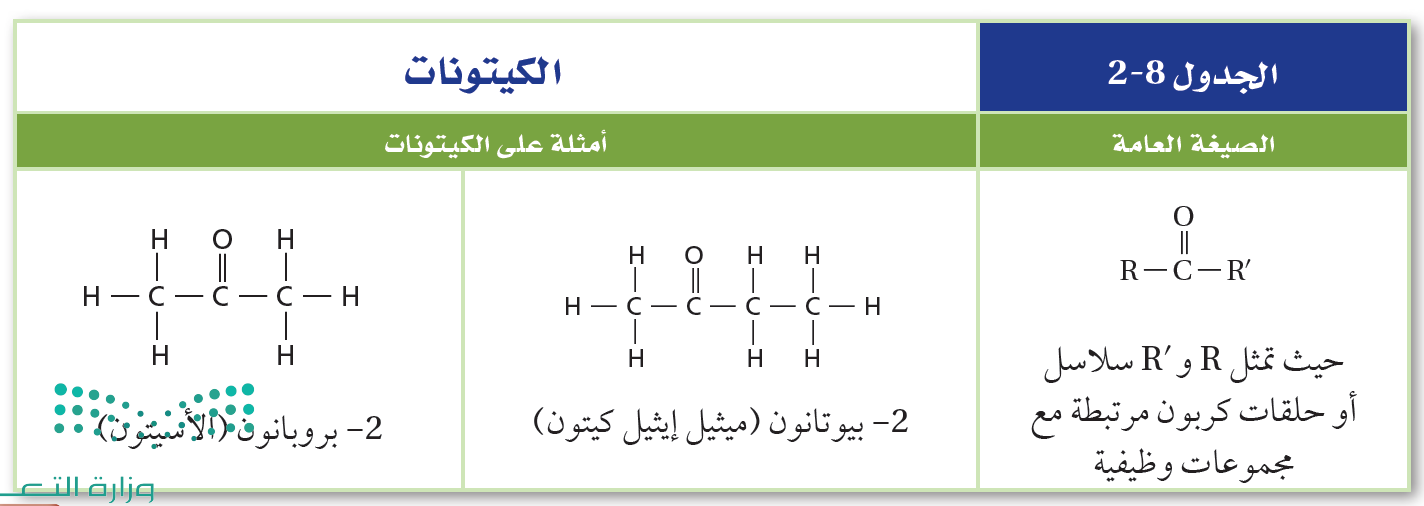 الجدول 8-2
الكيتونات
الصيغة العامة
أمثلة على الكيتونات
O
R — C — R′
حيث تمثل R و R′ سلاسل
أو حلقات كربون مرتبطة مع
مجموعات وظيفية
H O H H
H — C — C — C — C — H
H H H
2- بيوتانون (ميثيل إيثيل كيتون)
H O H
H — C — C — C — H
H H
2- بروبانون (الأسيتون)
وزارة التـ